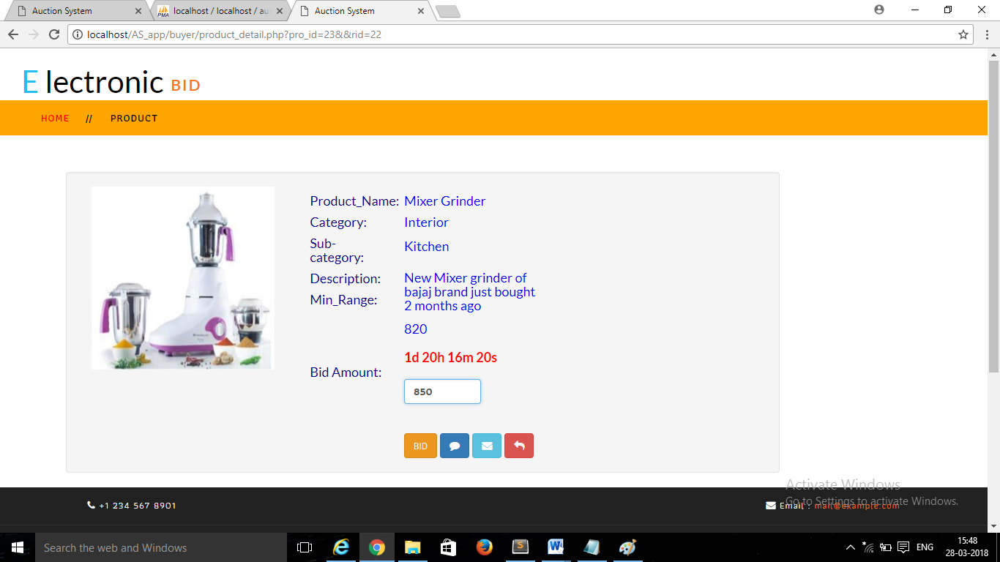 Auction System
localhost / localhost / au
Auction System
localhost/AS_app/buyer/product_detail.php?pro_id=23&&rid=22
E lectronic BID
HOME // PRODUCT
Product_Name: Mixer Grinder
Category: Interior
Sub-
category:
Kitchen
Description:
New Mixer grinder of
bajaj brand just bought
2 months ago
Min_Range:
820
1d 20h 16m 20s
Bid Amount:
850
BID
+1 234 567 8901
Email : mail@example.com
Activate Windows
Go to Settings to activate Windows.
Search the web and Windows
ENG
15:48
28-03-2018